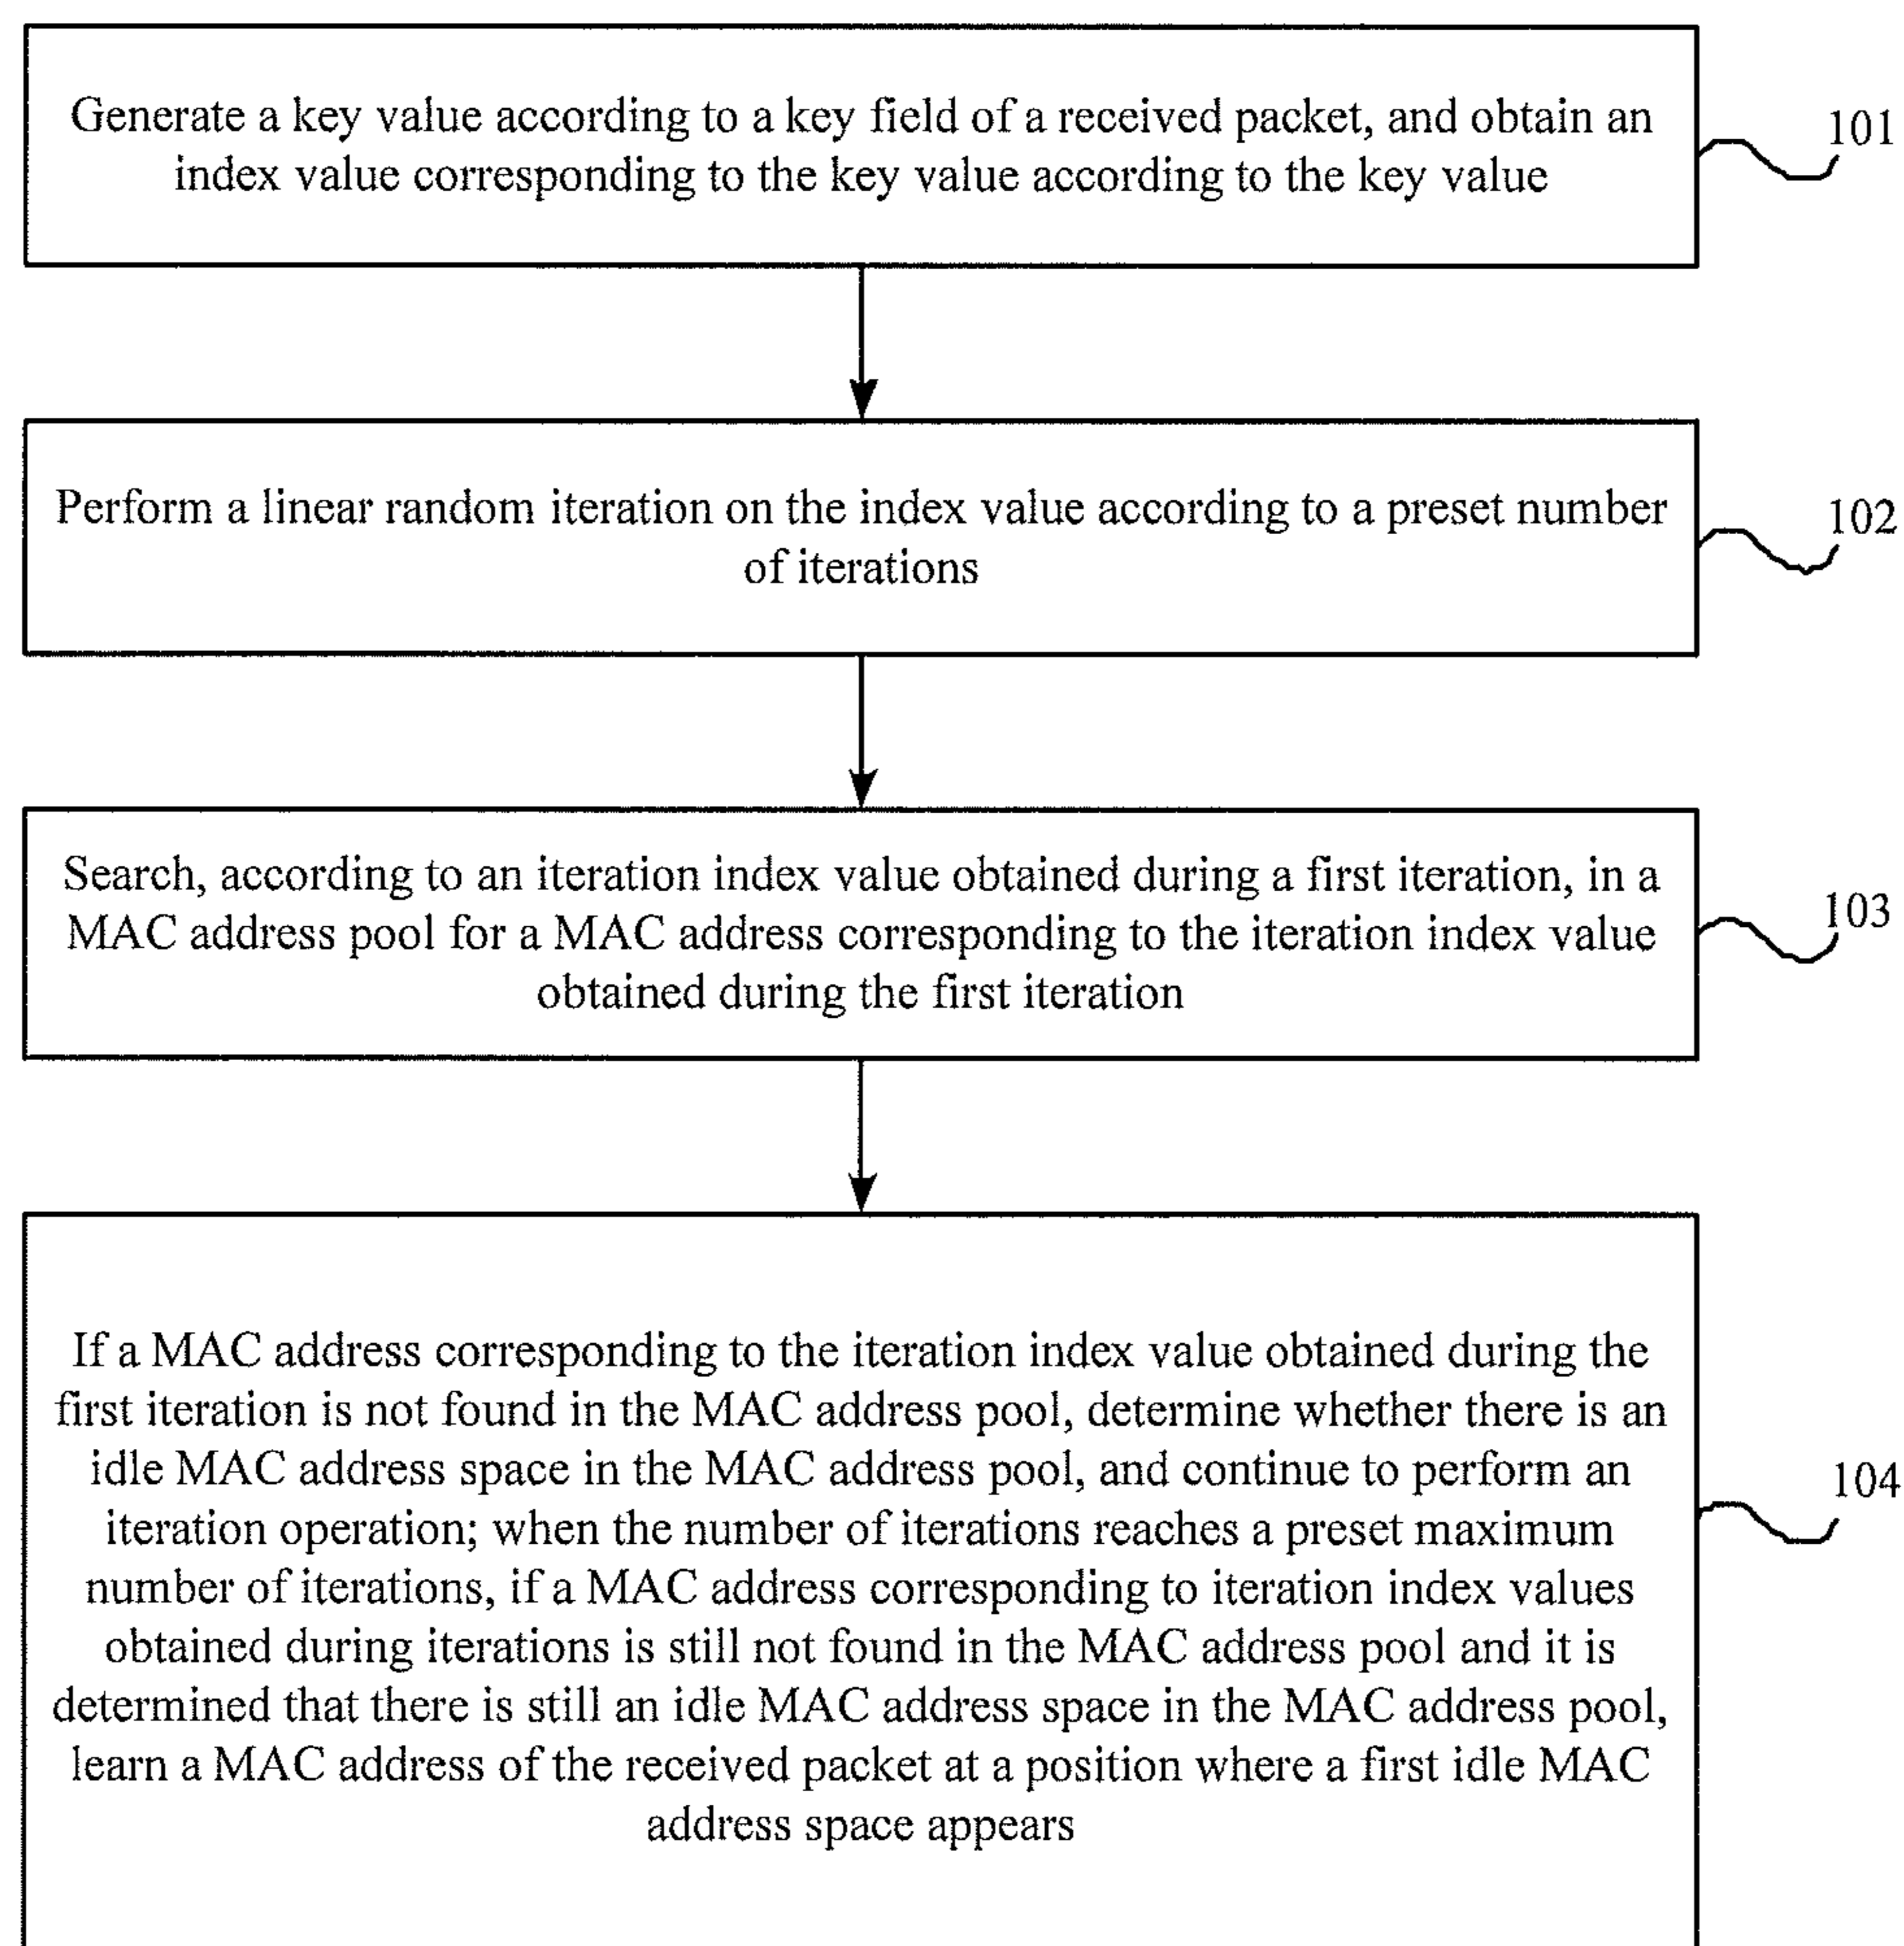 Generate a key value according to a key field of a received packet, and obtain an
index value corresponding to the key value according to the key value
101
Perform a linear random iteration on the index value according to a preset number
of iterations
102
Search, according to an iteration index value obtained during a first iteration, in a
MAC address pool for a MAC address corresponding to the iteration index value
obtained during the first iteration
103
If a MAC address corresponding to the iteration index value obtained during the
first iteration is not found in the MAC address pool, determine whether there is an
idle MAC address space in the MAC address pool, and continue to perform an
iteration operation; when the number of iterations reaches a preset maximum
number of iterations, if a MAC address corresponding to iteration index values
obtained during iterations is still not found in the MAC address pool and it is
determined that there is still an idle MAC address space in the MAC address pool,
learn a MAC address of the received packet at a position where a first idle MAC
address space appears
104